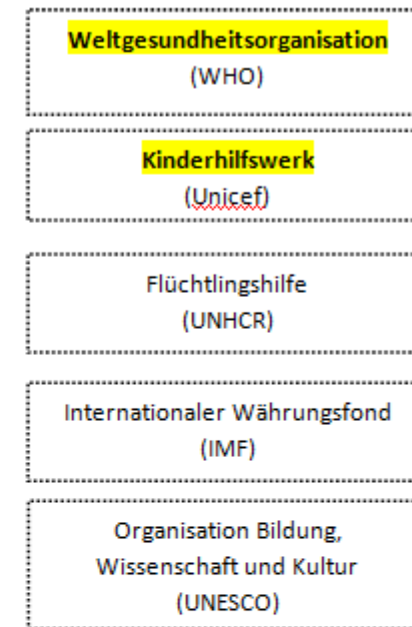 Weltgesundheitsorganisation
(WHO)
Kinderhilfswerk
(Unicef)
Flüchtlingshilfe
(UNHCR)
Internationaler Währungsfond
(IMF)
Organisation Bildung,
Wissenschaft und Kultur
(UNESCO)